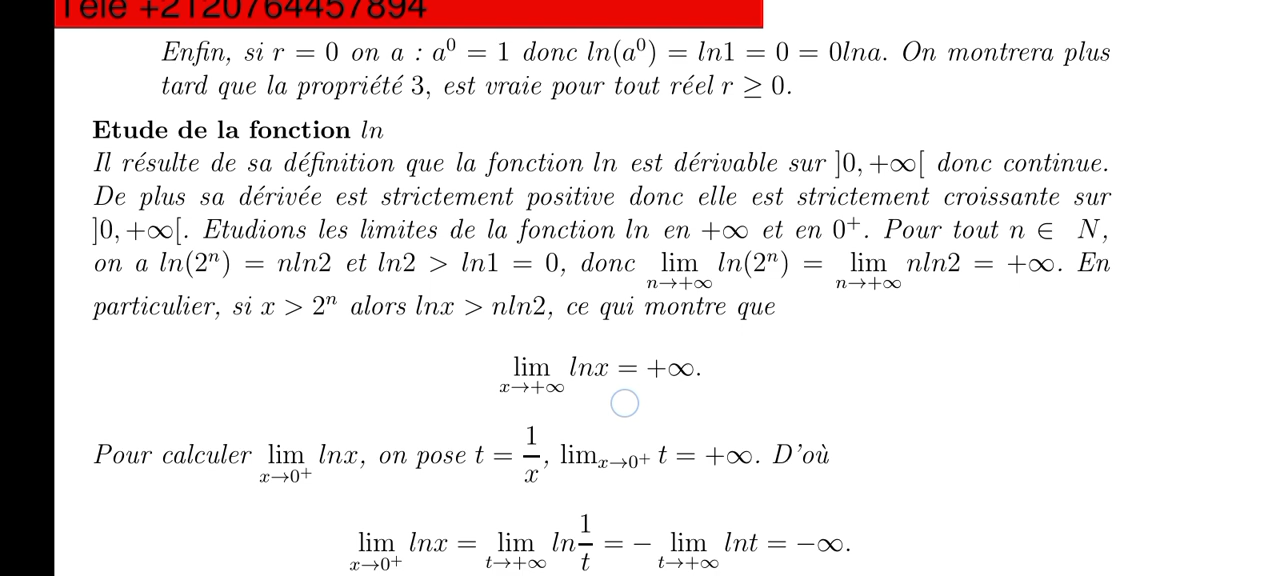 Tele +2120764457894
Enfin, si r = 0 on a : a⁰ = 1 donc ln(a⁰) = ln1 = 0 = 0lna. On montrera plus
tard que la propriété 3, est vraie pour tout réel r ≥ 0.
Etude de la fonction ln
Il résulte de sa définition que la fonction ln est dérivable sur ]0, +∞[ donc continue.
De plus sa dérivée est strictement positive donc elle est strictement croissante sur
]0, +∞[. Etudions les limites de la fonction ln en +∞ et en 0⁺. Pour tout n ∈ N,
on a ln(2ⁿ) = nln2 et ln2 > ln1 = 0, donc lim_{n→+∞} ln(2ⁿ) = lim_{n→+∞} nln2 = +∞. En
particulier, si x > 2ⁿ alors lnx > nln2, ce qui montre que
lim_{x→+∞} lnx = +∞.
Pour calculer lim_{x→0⁺} lnx, on pose t = 1/x, lim_{x→0⁺} t = +∞. D'où
lim_{x→0⁺} lnx = lim_{t→+∞} ln 1/t = − lim_{t→+∞} lnt = −∞.